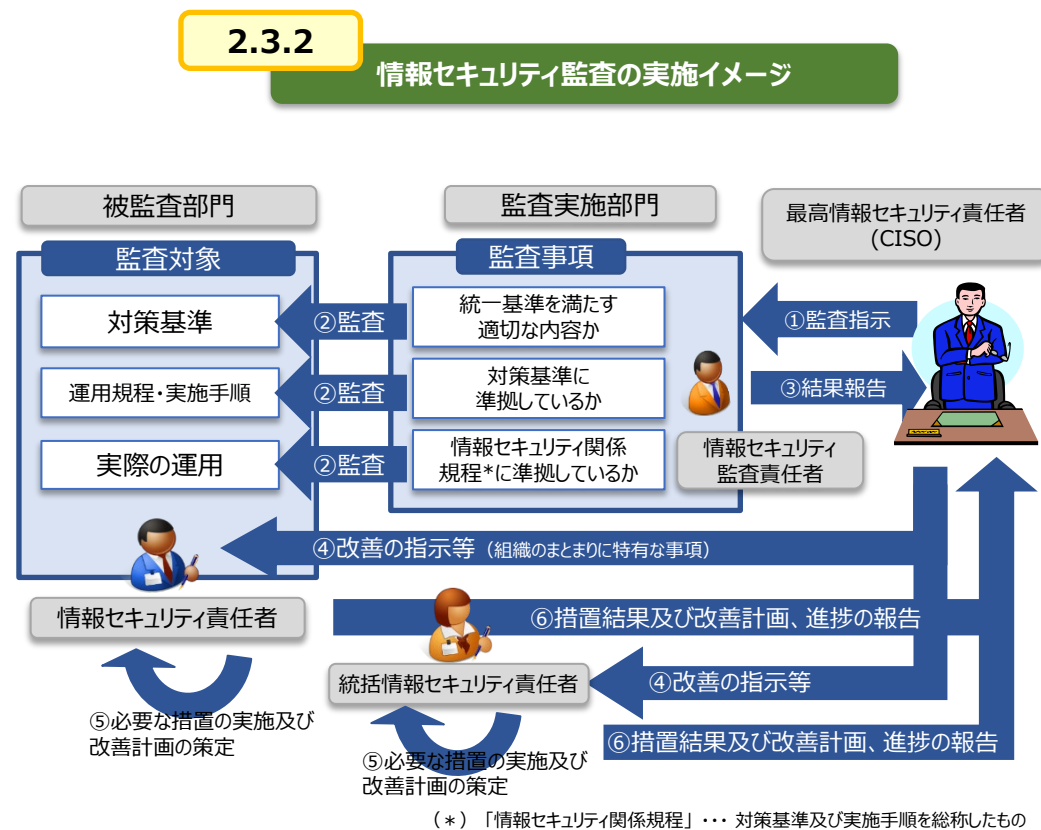 2.3.2
情報セキュリティ監査の実施イメージ
被監査部門
監査実施部門
最高情報セキュリティ責任者
(CISO)
監査対象
監査事項
対策基準
②監査
統一基準を満たす
適切な内容か
①監査指示
運用規程・実施手順
②監査
対策基準に
準拠しているか
③結果報告
実際の運用
②監査
情報セキュリティ関係
規程*に準拠しているか
情報セキュリティ
監査責任者
④改善の指示等（組織のまとまりに特有な事項）
情報セキュリティ責任者
⑥措置結果及び改善計画、進捗の報告
統括情報セキュリティ責任者
④改善の指示等
⑤必要な措置の実施及び
改善計画の策定
⑥措置結果及び改善計画、進捗の報告
⑤必要な措置の実施及び
改善計画の策定
（＊）「情報セキュリティ関係規程」・・・ 対策基準及び実施手順を総称したもの